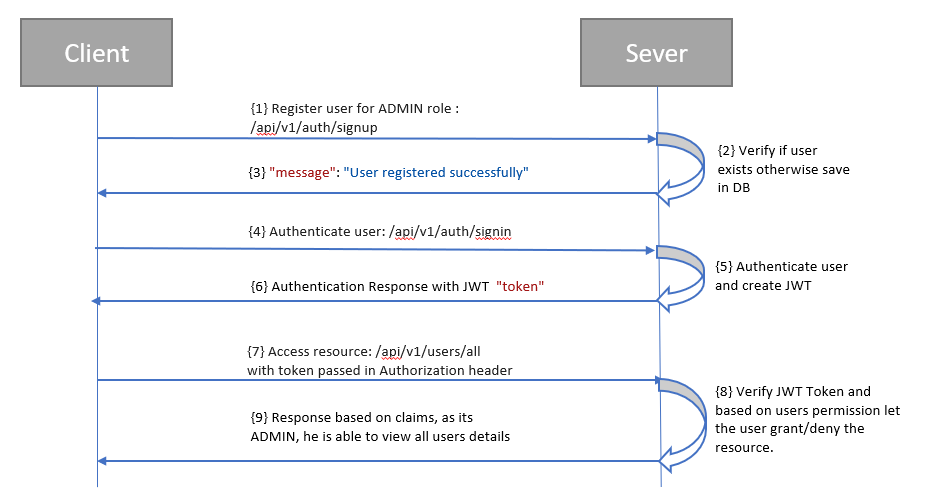 Client
Sever
{1} Register user for ADMIN role :
/api/v1/auth/signup
{2} Verify if user
exists otherwise save
in DB
{3} "message": "User registered successfully"
{4} Authenticate user: /api/v1/auth/signin
{5} Authenticate user
and create JWT
{6} Authentication Response with JWT "token"
{7} Access resource: /api/v1/users/all
with token passed in Authorization header
{8} Verify JWT Token and
based on users permission let
the user grant/deny the
resource.
{9} Response based on claims, as its
ADMIN, he is able to view all users details